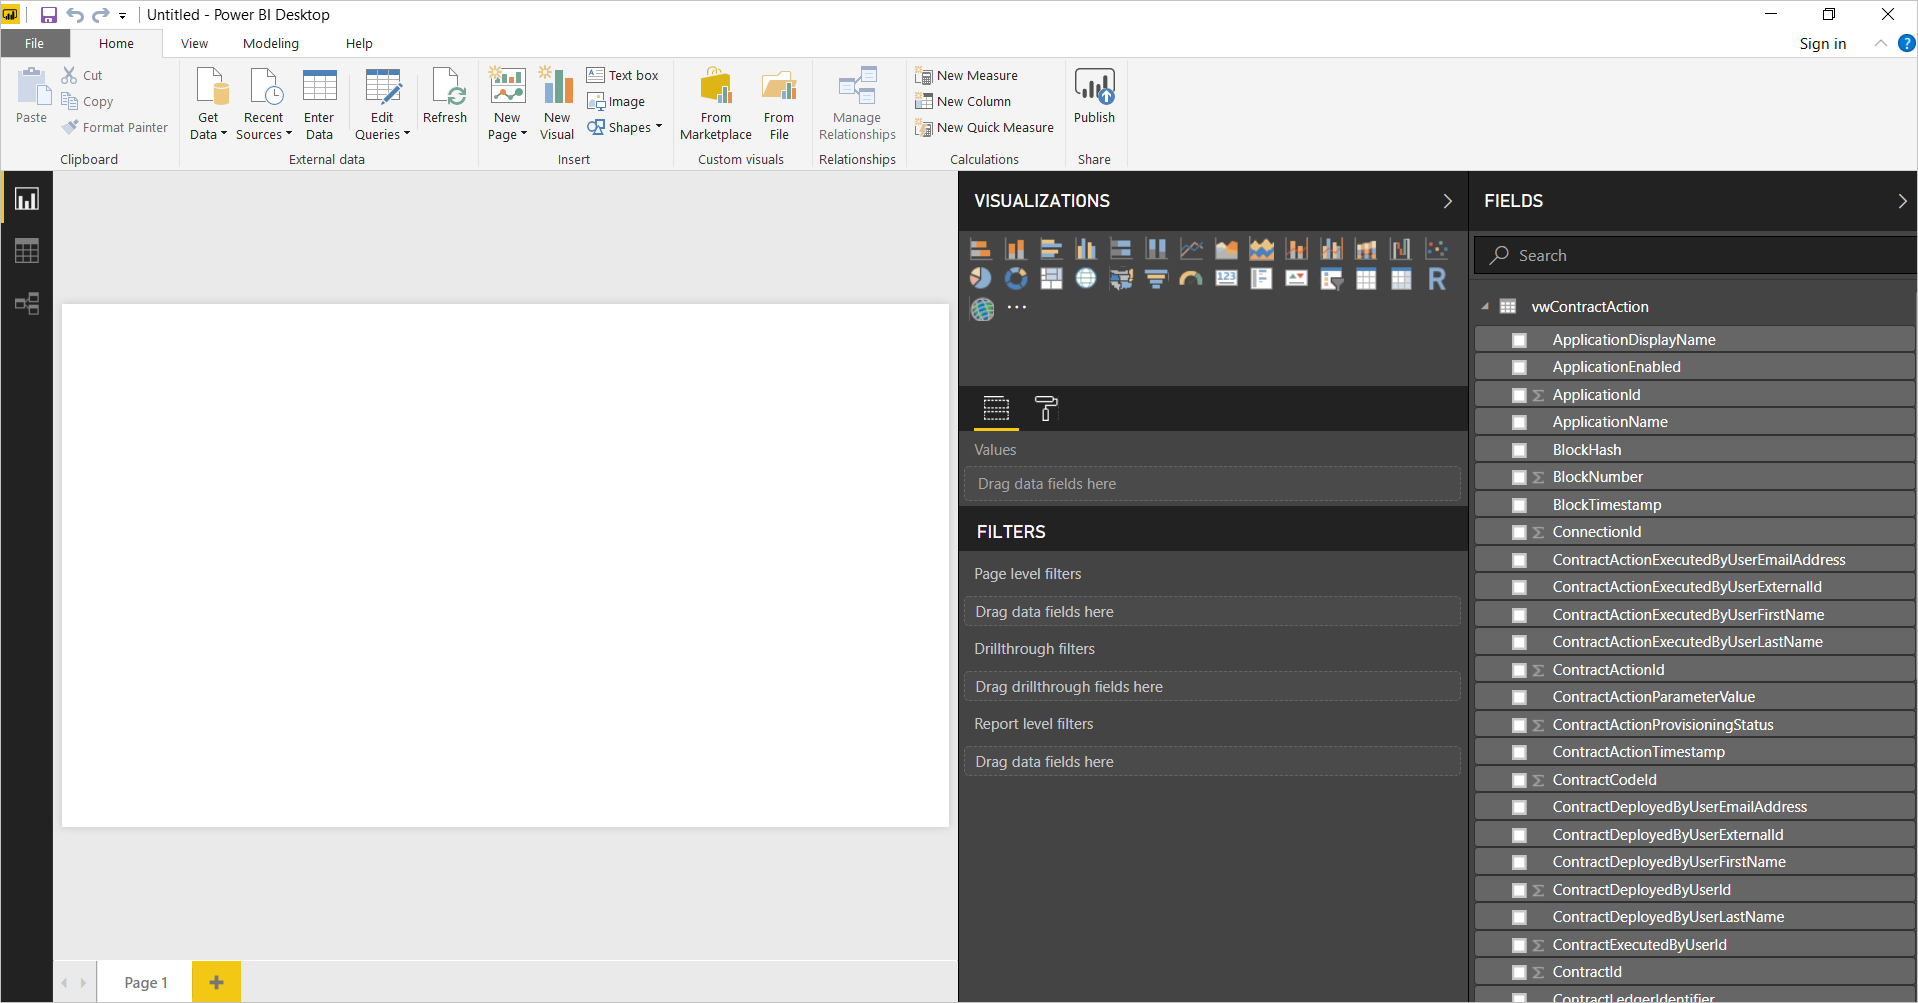 Untitled - Power BI Desktop
File
Home
View
Modeling
Help
Sign in
?
Paste
Cut
Copy
Format Painter
Clipboard
Get Data
Recent Sources
Enter Data
Edit Queries
Refresh
External data
New Page
New Visual
Text box
Image
Shapes
Insert
From Marketplace
From File
Custom visuals
Manage Relationships
Relationships
New Measure
New Column
New Quick Measure
Calculations
Publish
Share
VISUALIZATIONS
123
R
Values
Drag data fields here
FILTERS
Page level filters
Drag data fields here
Drillthrough filters
Drag drillthrough fields here
Report level filters
Drag data fields here
FIELDS
Search
vwContractAction
ApplicationDisplayName
ApplicationEnabled
Σ ApplicationId
ApplicationName
BlockHash
Σ BlockNumber
BlockTimestamp
Σ ConnectionId
ContractActionExecutedByUserEmailAddress
ContractActionExecutedByUserExternalId
ContractActionExecutedByUserFirstName
ContractActionExecutedByUserLastName
Σ ContractActionId
ContractActionParameterValue
Σ ContractActionProvisioningStatus
ContractActionTimestamp
Σ ContractCodeId
ContractDeployedByUserEmailAddress
ContractDeployedByUserExternalId
ContractDeployedByUserFirstName
Σ ContractDeployedByUserId
ContractDeployedByUserLastName
Σ ContractExecutedByUserId
Σ ContractId
ContractLedgerIdentifier
Page 1